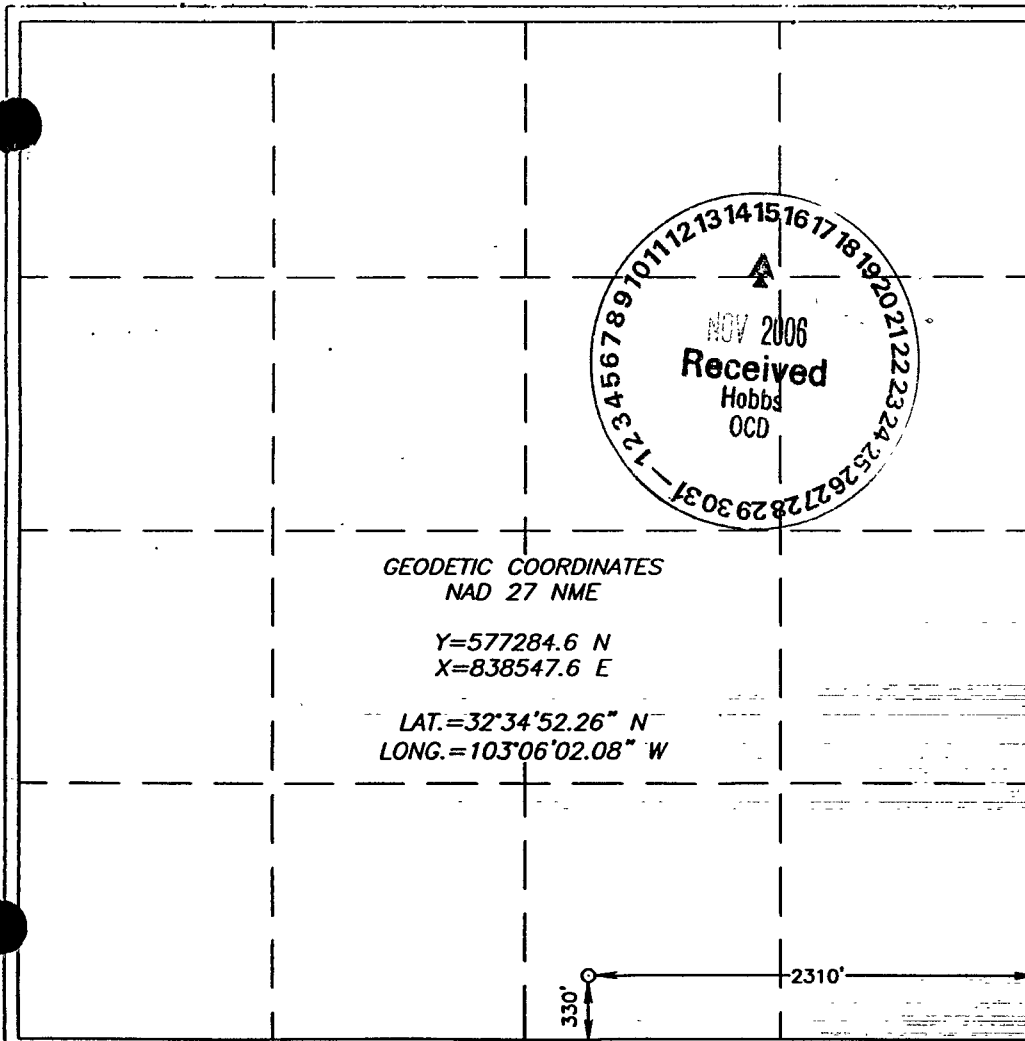 1 2 3 4 5 6 7 8 9 10 11 12 13 14 15 16 17 18 19 20 21 22 23 24 25 26 27 28 29 30 31
NOV 2006
Received
Hobbs
OCD
GEODETIC COORDINATES
NAD 27 NME
Y=577284.6 N
X=838547.6 E
LAT.=32°34'52.26" N
LONG.=103°06'02.08" W
2310'
330'